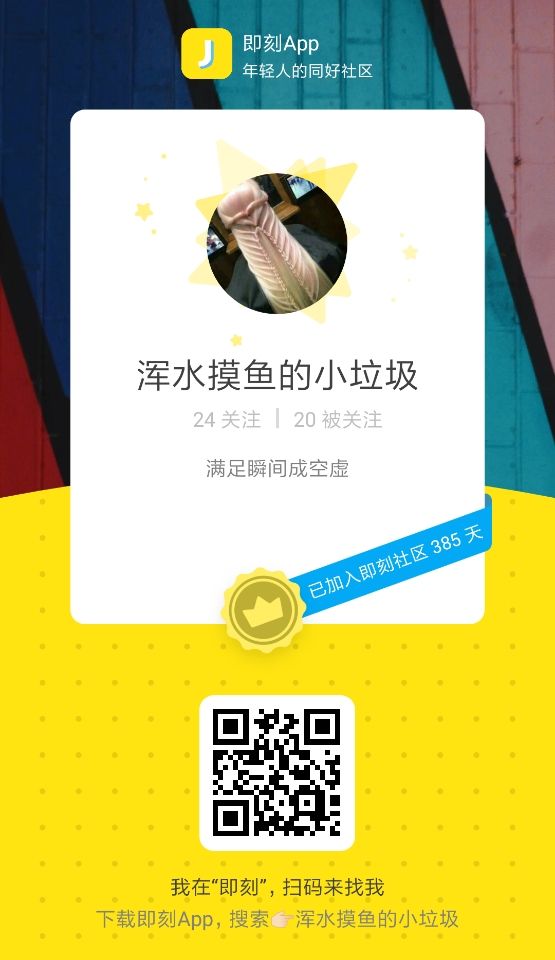 即刻App
年轻人的同好社区
浑水摸鱼的小垃圾
24 关注 | 20 被关注
满足瞬间成空虚
已加入即刻社区 385 天
我在“即刻”, 扫码来找我
下载即刻App, 搜索👉🏻浑水摸鱼的小垃圾